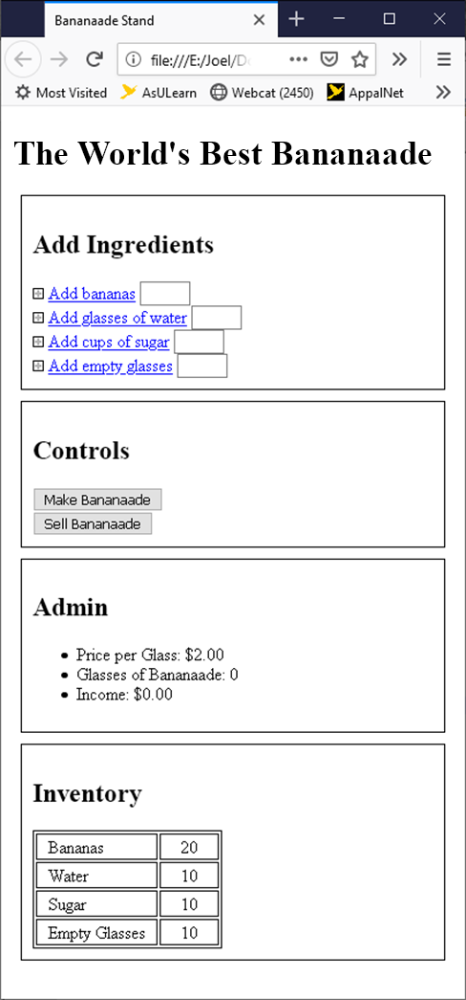 Bananaade Stand
file:///E:/Joel/D
Most Visited AsULearn Webcat (2450) AppalNet
The World's Best Bananaade
Add Ingredients
Add bananas
Add glasses of water
Add cups of sugar
Add empty glasses
Controls
Make Bananaade
Sell Bananaade
Admin
Price per Glass: $2.00
Glasses of Bananaade: 0
Income: $0.00
Inventory
Bananas 20
Water 10
Sugar 10
Empty Glasses 10